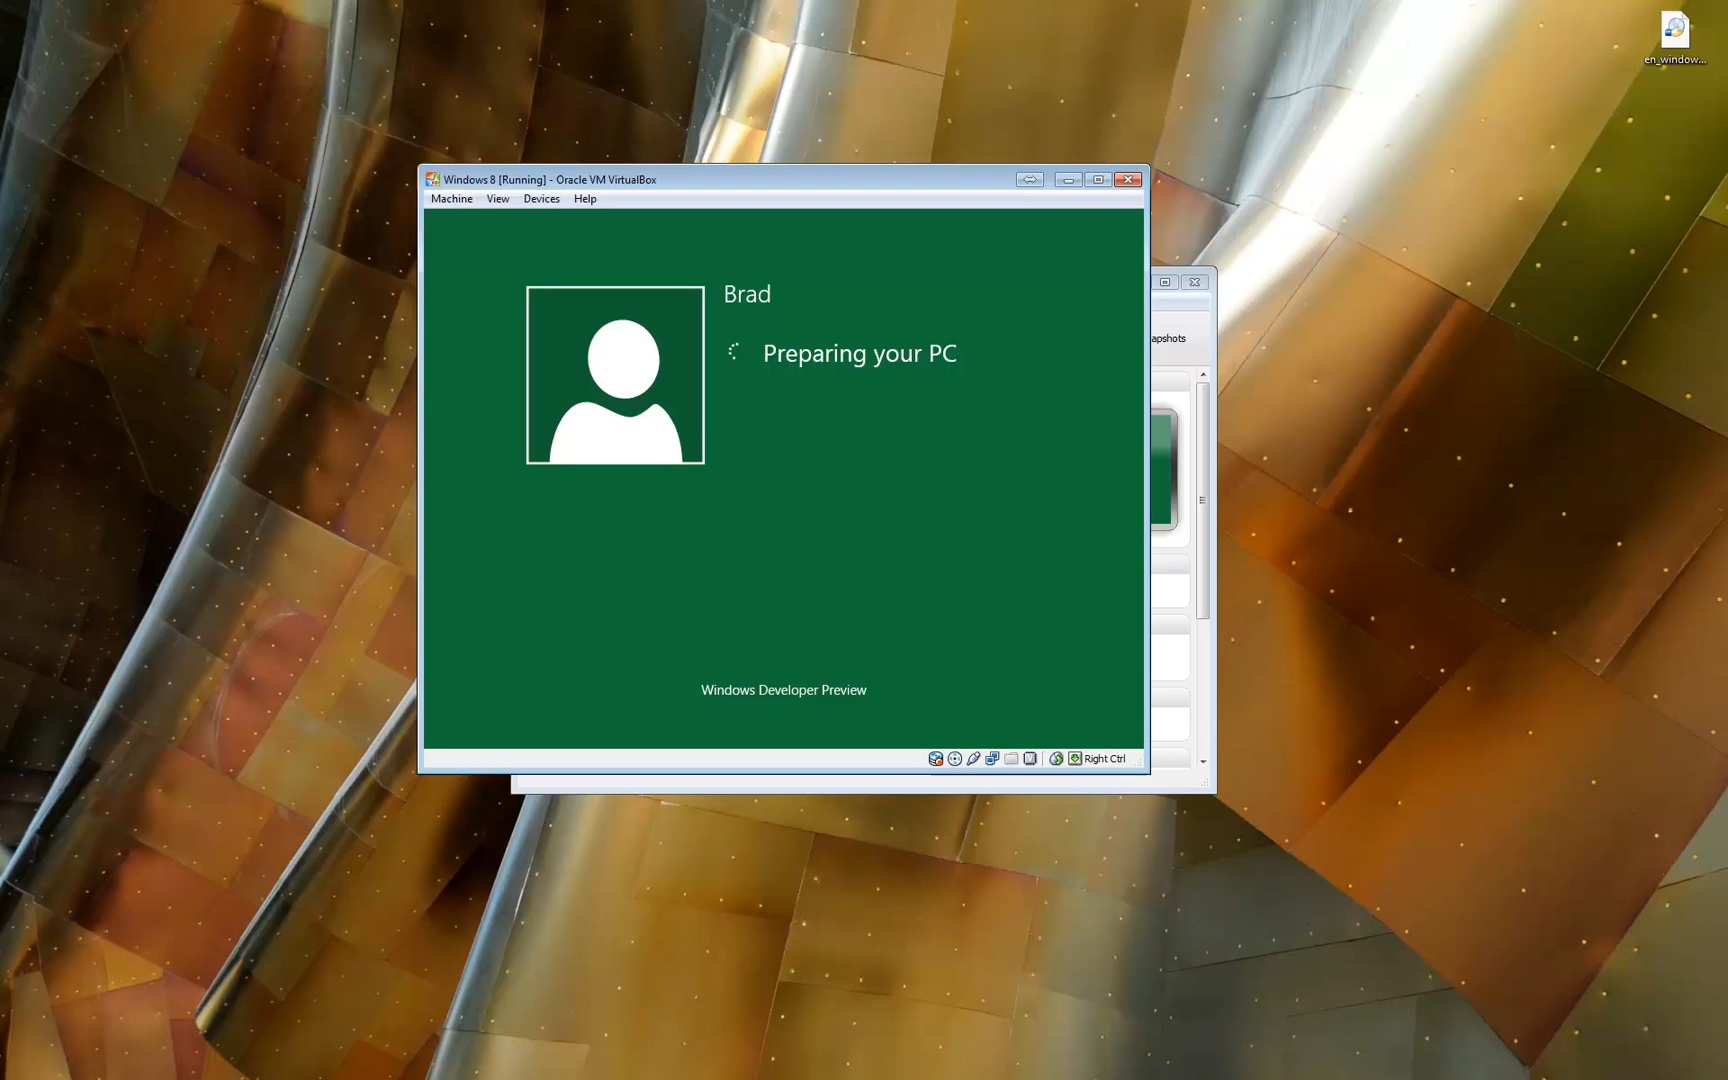 en_window...
Windows 8 [Running] - Oracle VM VirtualBox
Machine View Devices Help
Brad
Preparing your PC
apshots
Windows Developer Preview
Right Ctrl